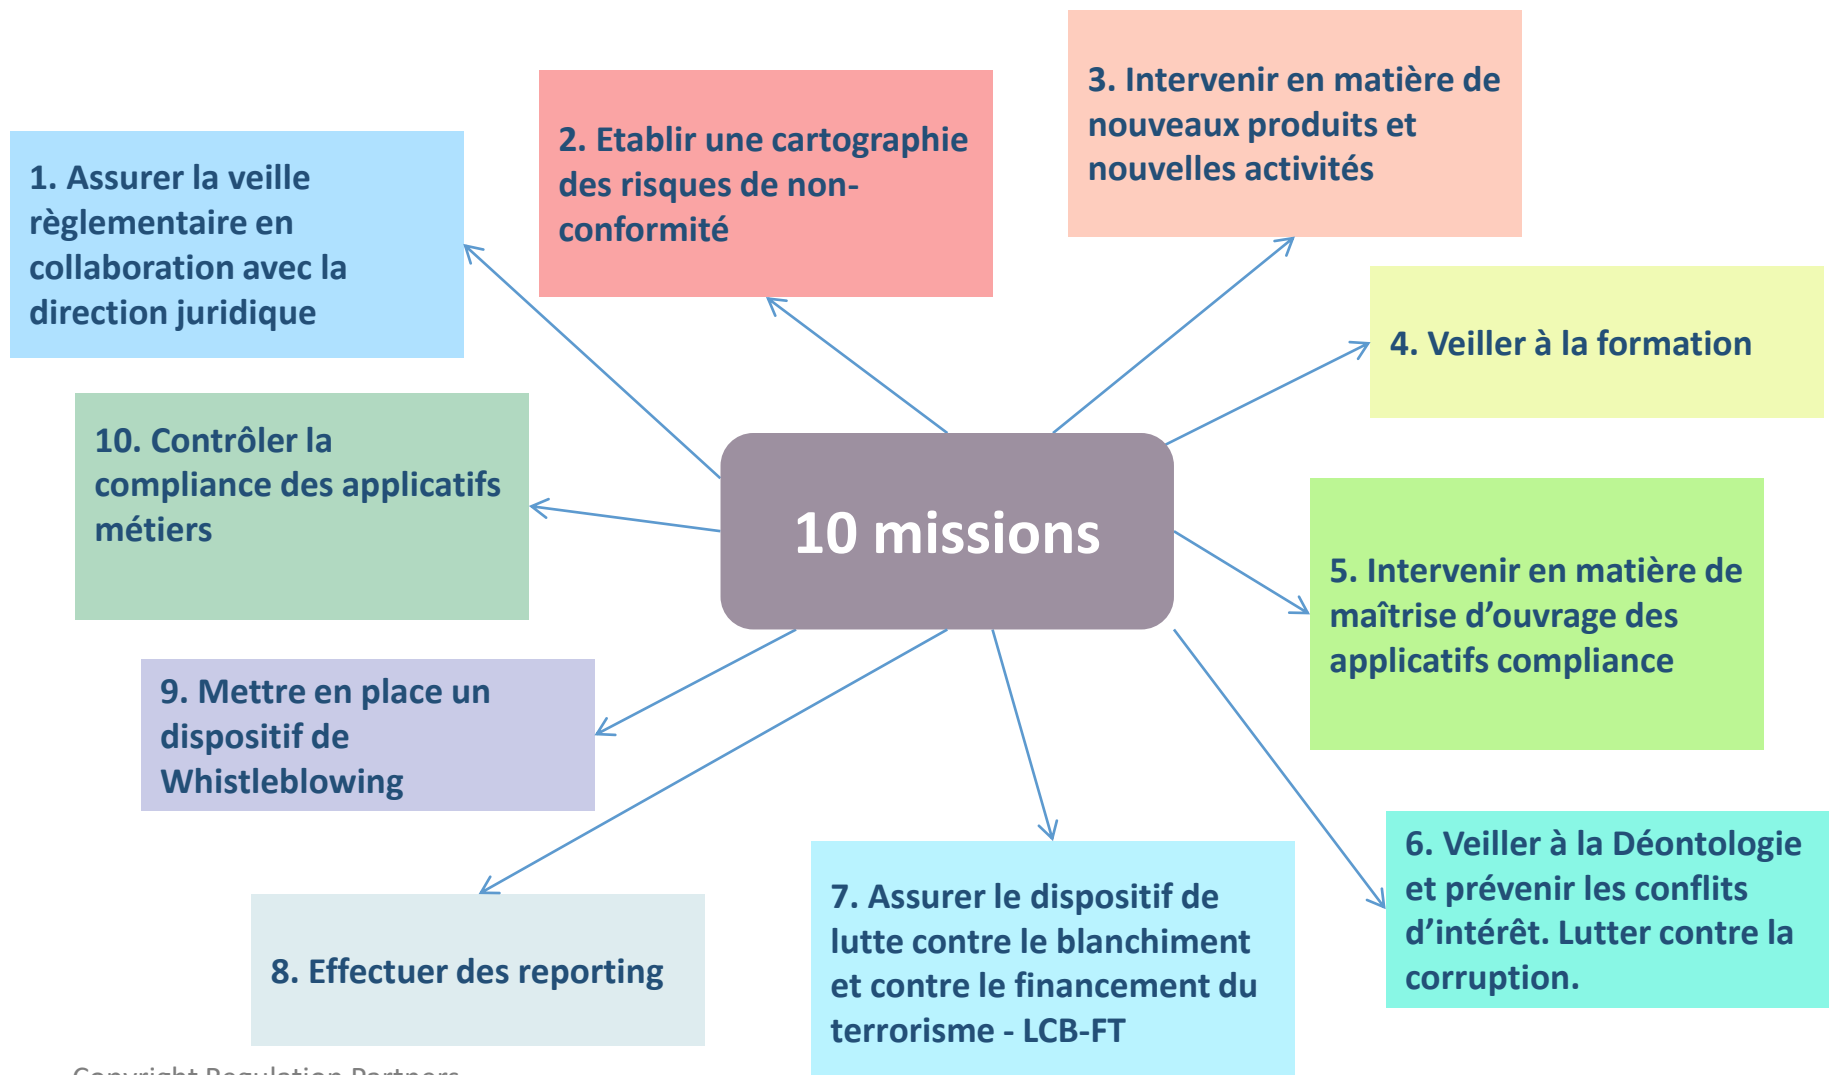 1. Assurer la veille
règlementaire en
collaboration avec la
direction juridique
2. Etablir une cartographie
des risques de non-
conformité
3. Intervenir en matière de
nouveaux produits et
nouvelles activités
4. Veiller à la formation
10 missions
5. Intervenir en matière de
maîtrise d’ouvrage des
applicatifs compliance
6. Veiller à la Déontologie
et prévenir les conflits
d’intérêt. Lutter contre la
corruption.
7. Assurer le dispositif de
lutte contre le blanchiment
et contre le financement du
terrorisme - LCB-FT
8. Effectuer des reporting
9. Mettre en place un
dispositif de
Whistleblowing
10. Contrôler la
compliance des applicatifs
métiers
Copyright Regulation Partners